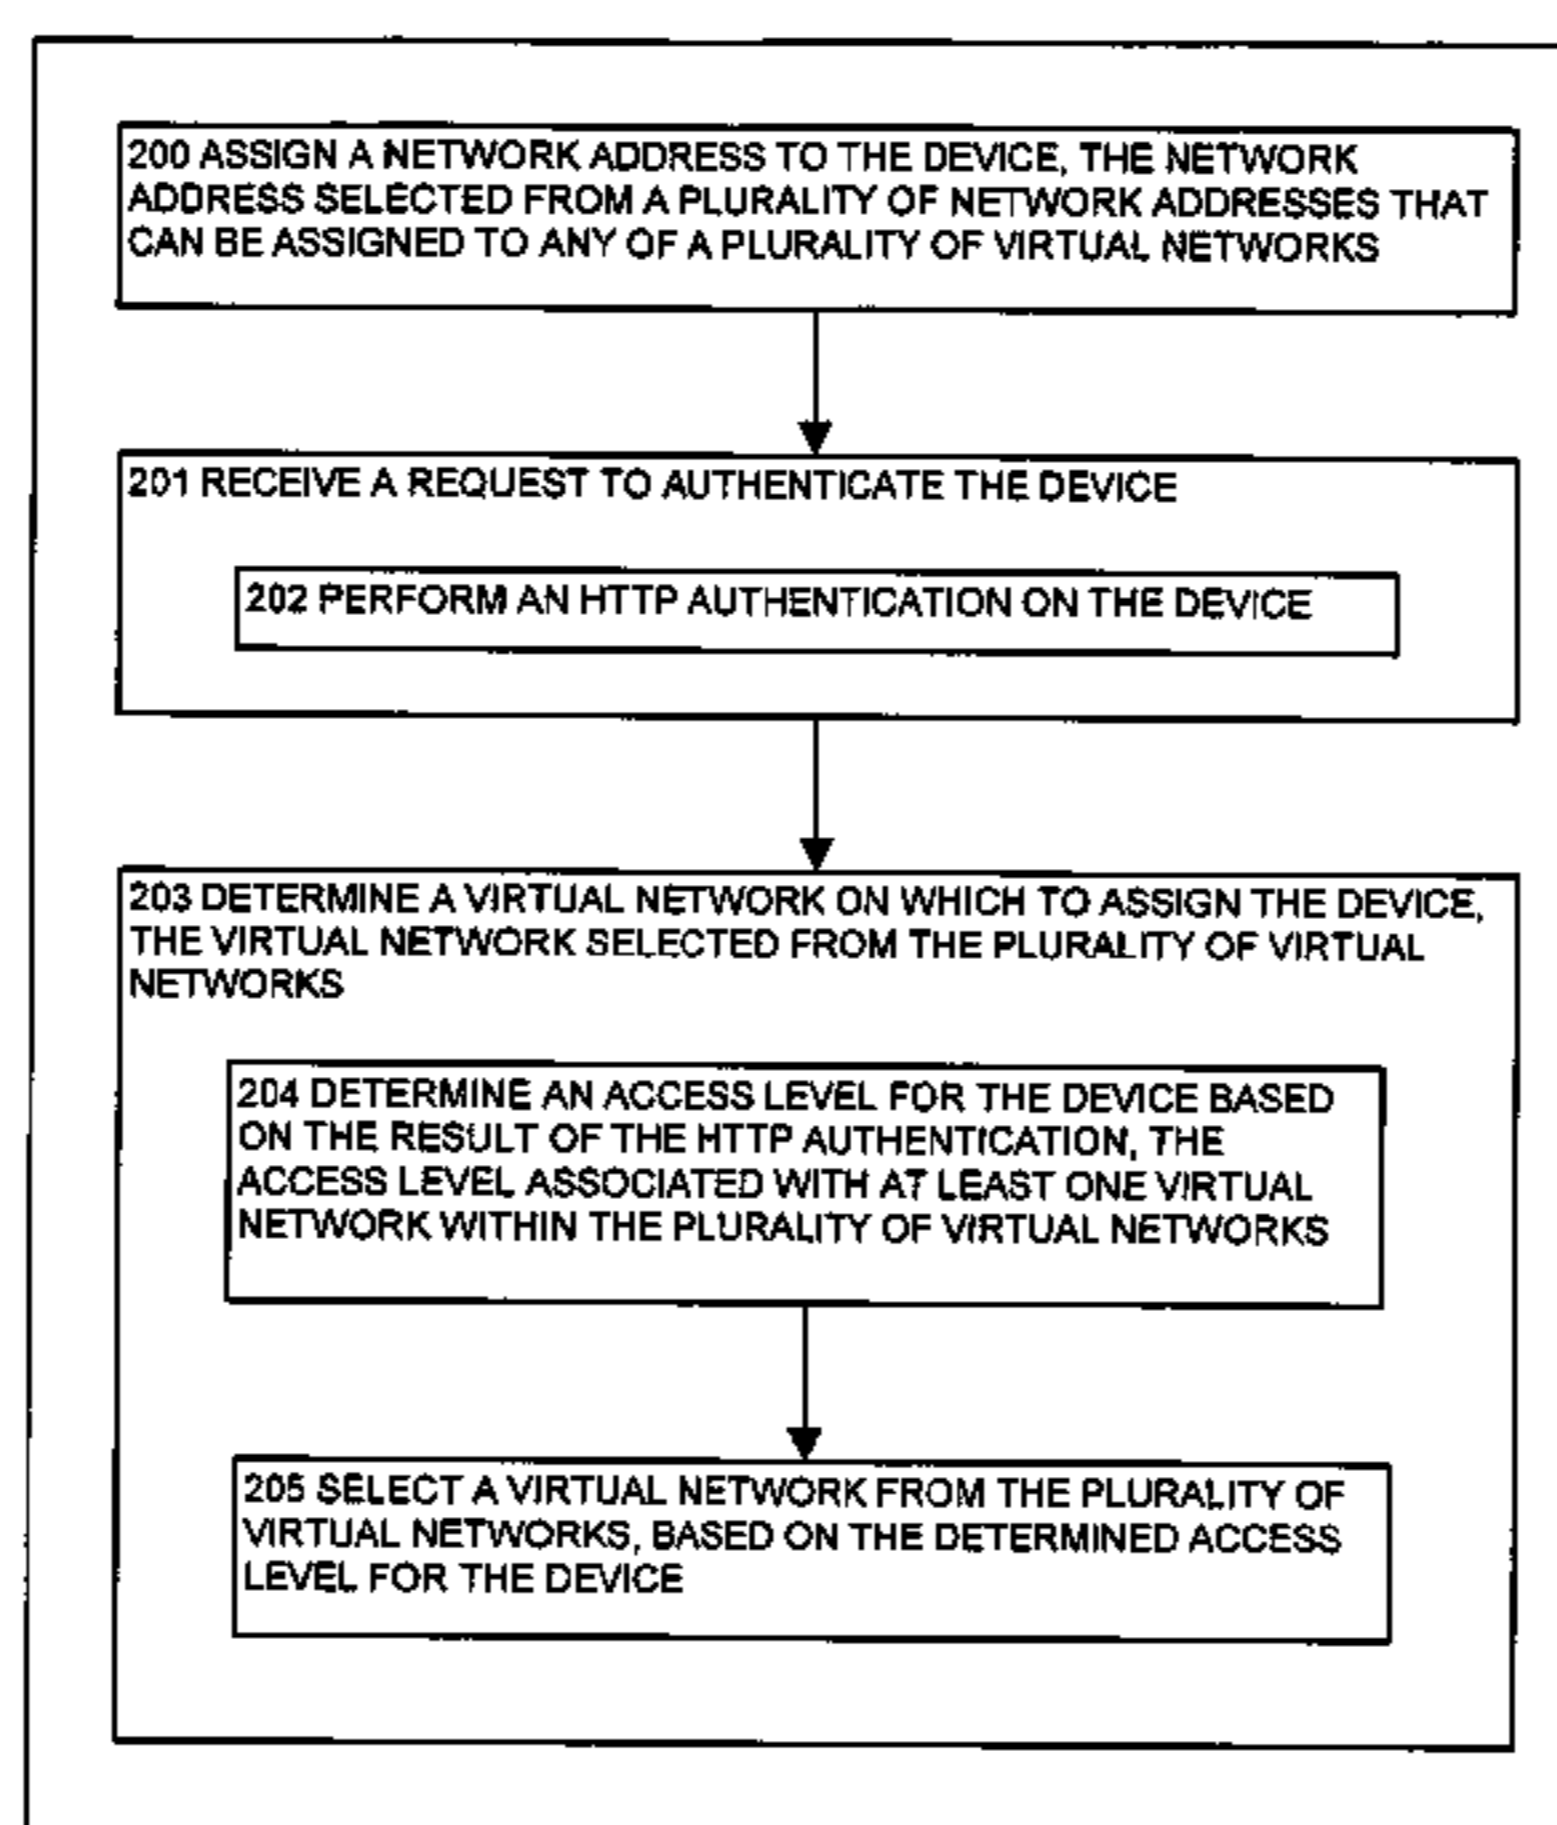 200 ASSIGN A NETWORK ADDRESS TO THE DEVICE, THE NETWORK
ADDRESS SELECTED FROM A PLURALITY OF NETWORK ADDRESSES THAT
CAN BE ASSIGNED TO ANY OF A PLURALITY OF VIRTUAL NETWORKS
201 RECEIVE A REQUEST TO AUTHENTICATE THE DEVICE
202 PERFORM AN HTTP AUTHENTICATION ON THE DEVICE
203 DETERMINE A VIRTUAL NETWORK ON WHICH TO ASSIGN THE DEVICE,
THE VIRTUAL NETWORK SELECTED FROM THE PLURALITY OF VIRTUAL
NETWORKS
204 DETERMINE AN ACCESS LEVEL FOR THE DEVICE BASED
ON THE RESULT OF THE HTTP AUTHENTICATION, THE
ACCESS LEVEL ASSOCIATED WITH AT LEAST ONE VIRTUAL
NETWORK WITHIN THE PLURALITY OF VIRTUAL NETWORKS
205 SELECT A VIRTUAL NETWORK FROM THE PLURALITY OF
VIRTUAL NETWORKS, BASED ON THE DETERMINED ACCESS
LEVEL FOR THE DEVICE